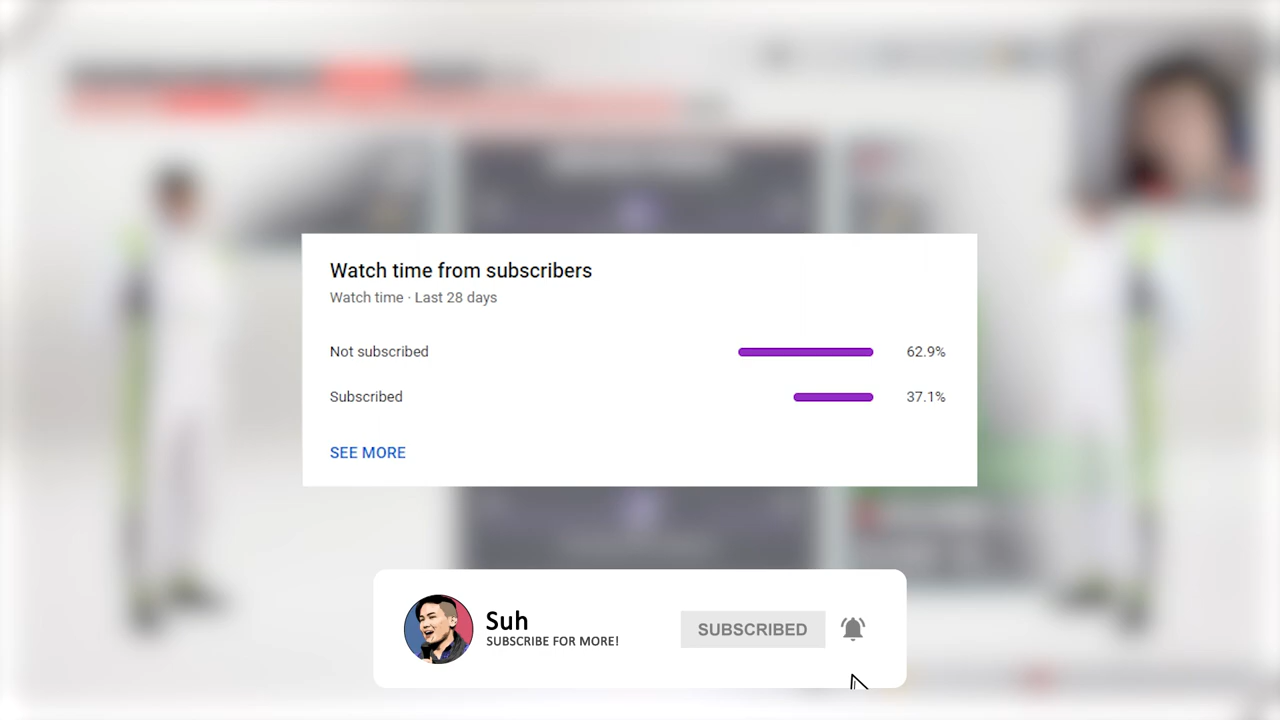 Watch time from subscribers
Watch time · Last 28 days
Not subscribed 62.9%
Subscribed 37.1%
SEE MORE
Suh
SUBSCRIBE FOR MORE!
SUBSCRIBED